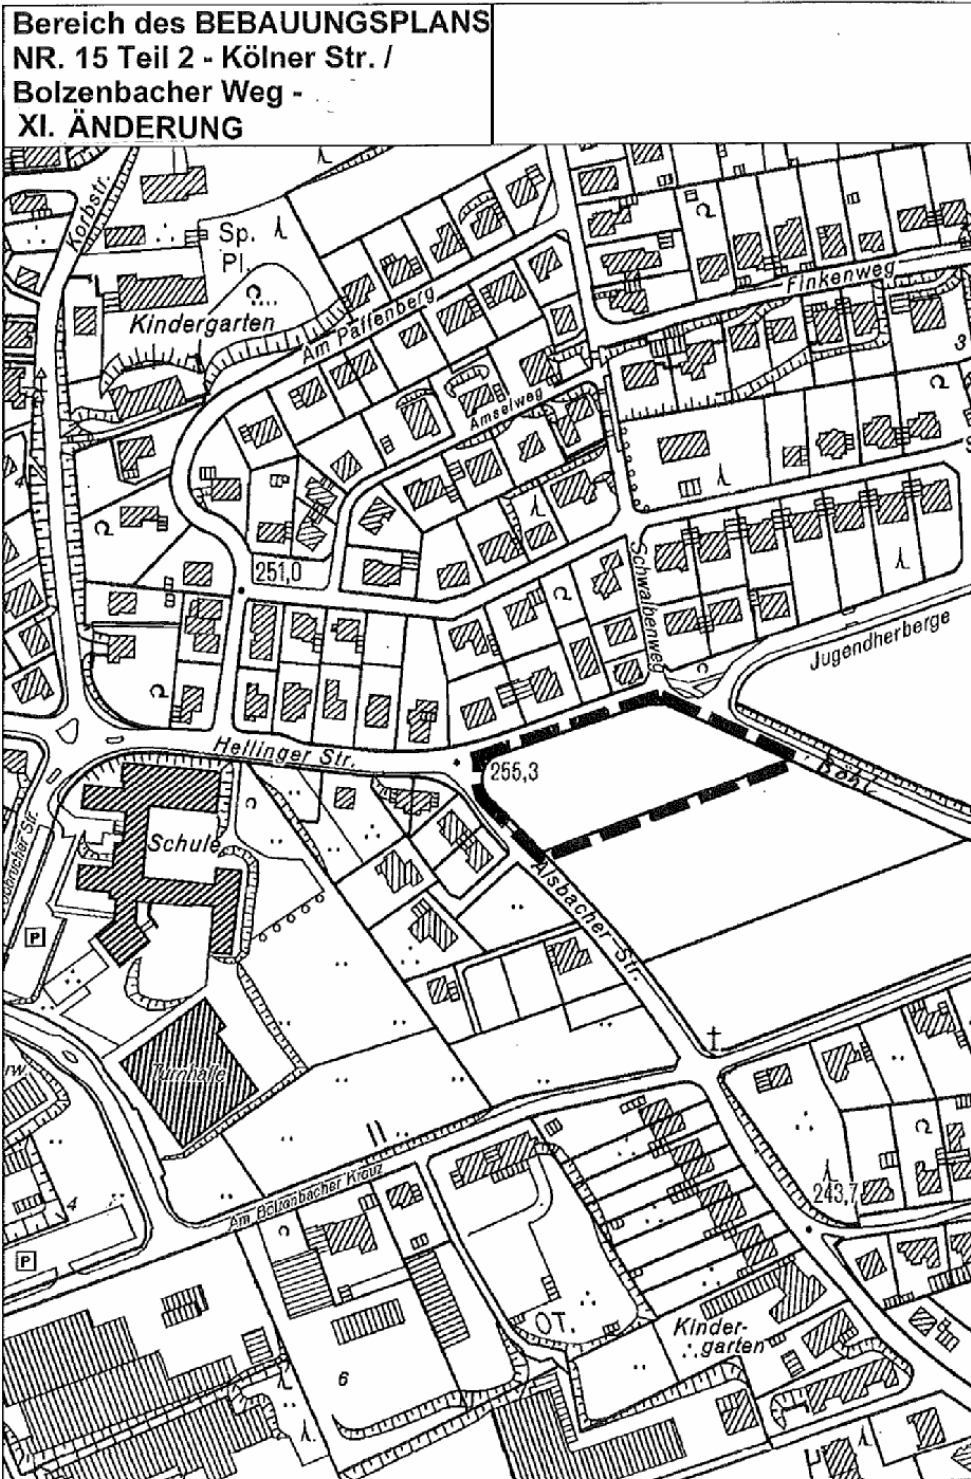 Bereich des BEBAUUNGSPLANS
NR. 15 Teil 2 - Kölner Str. /
Bolzenbacher Weg -
XI. ÄNDERUNG
Korbstr.
Sp.
Pl.
Kindergarten
Am Paffenberg
Finkenweg
3
Amselweg
251,0
Schwalbenweg
Jugendherberge
Hellinger Str.
255,3
Schule
Alsbacher Str.
P
Turnhalle
rw.
4
Am Bolzenbacher Kreuz
243,7
P
OT.
Kinder-
garten
6